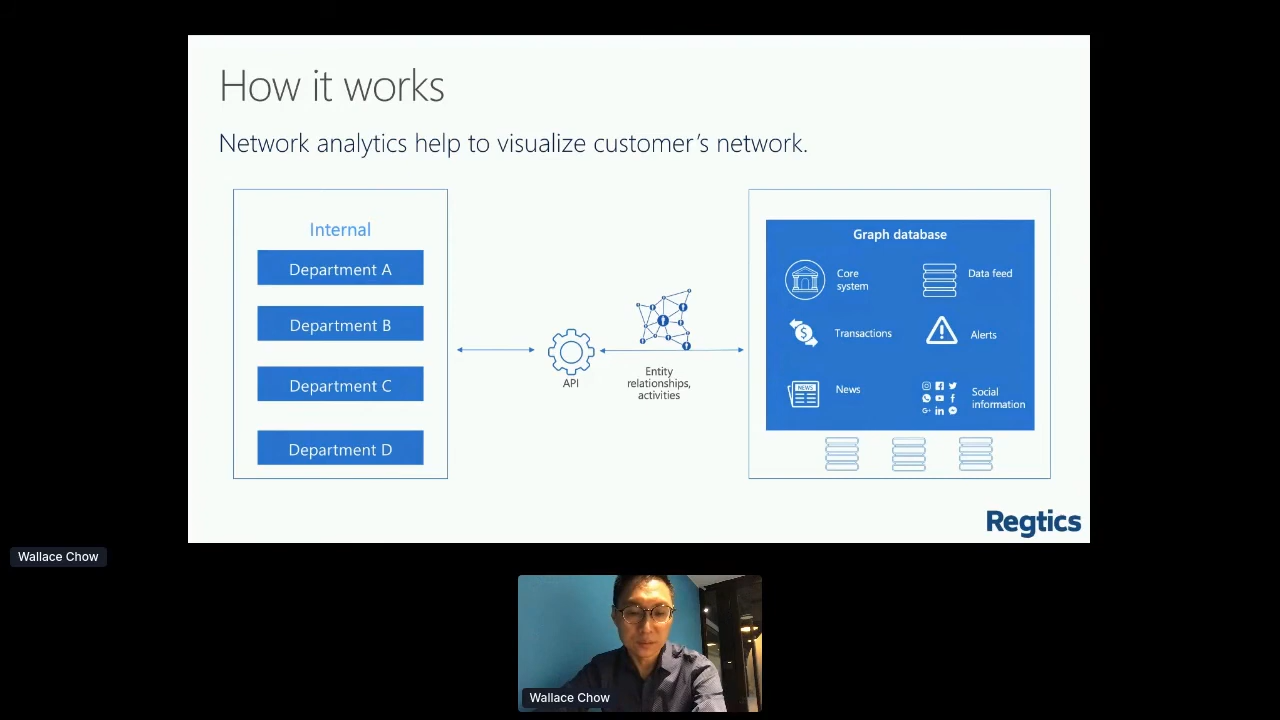 How it works
Network analytics help to visualize customer's network.
Internal
Department A
Department B
Department C
Department D
API
Entity
relationships,
activities
Graph database
Core
system
Data feed
Transactions
Alerts
NEWS
News
Social
information
Regtics
Wallace Chow
Wallace Chow